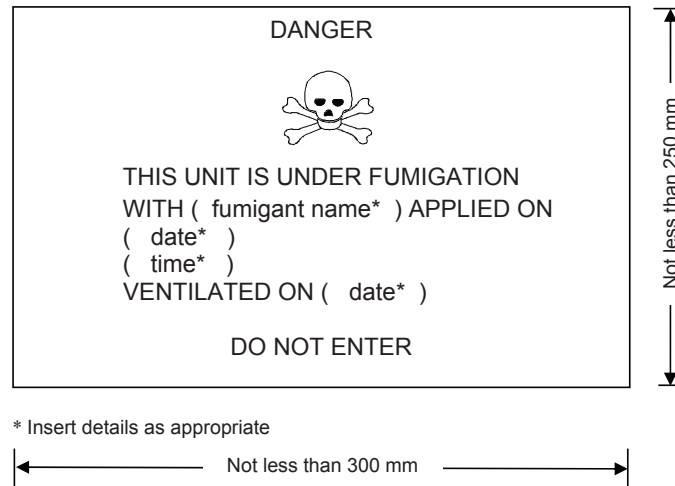 DANGER
THIS UNIT IS UNDER FUMIGATION
WITH ( fumigant name* ) APPLIED ON
( date* )
( time* )
VENTILATED ON ( date* )
DO NOT ENTER
Not less than 250 mm
* Insert details as appropriate
Not less than 300 mm